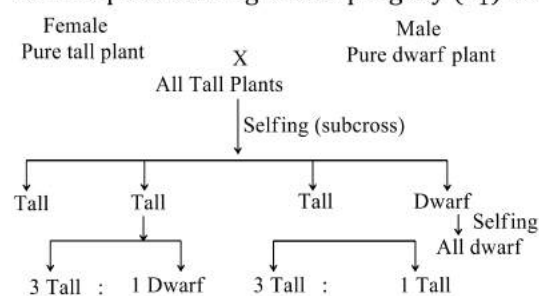 Female
Male
Pure tall plant
X
Pure dwarf plant
All Tall Plants
Selfing (subcross)
Tall
Tall
Tall
Dwarf
Selfing
All dwarf
3 Tall : 1 Dwarf
3 Tall : 1 Tall